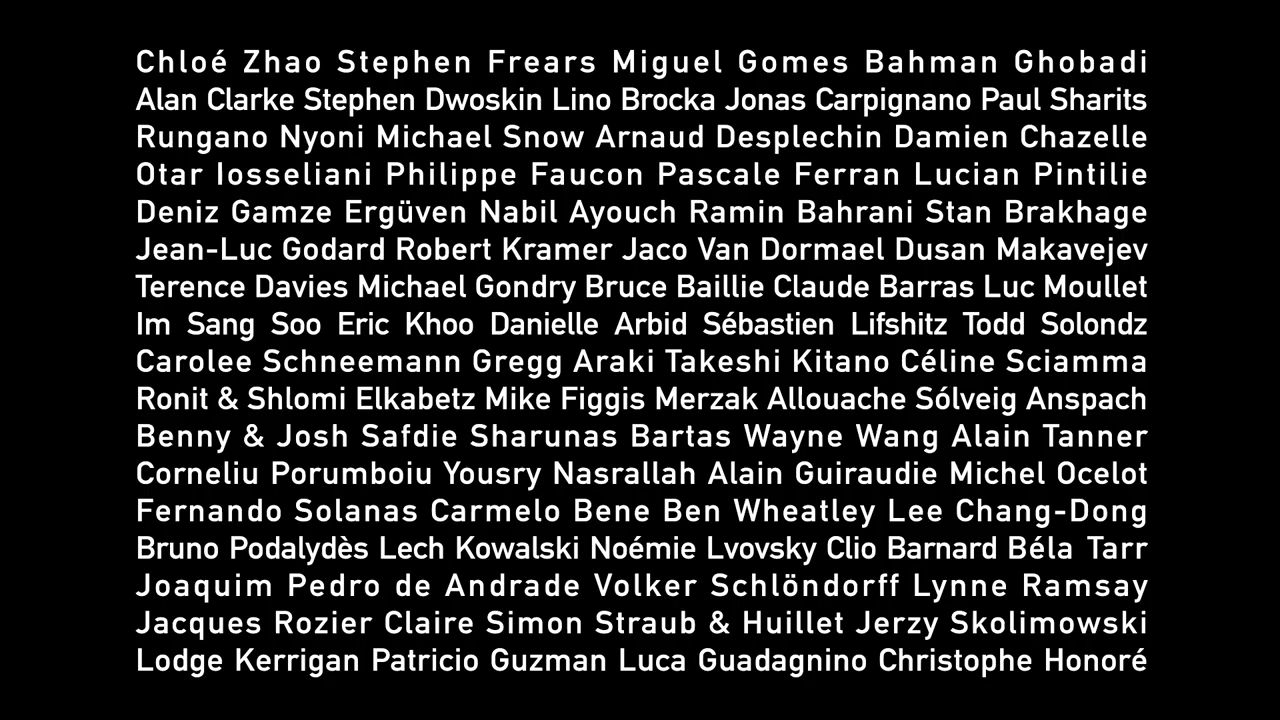 Chloé Zhao Stephen Frears Miguel Gomes Bahman Ghobadi
Alan Clarke Stephen Dwoskin Lino Brocka Jonas Carpignano Paul Sharits
Rungano Nyoni Michael Snow Arnaud Desplechin Damien Chazelle
Otar Iosseliani Philippe Faucon Pascale Ferran Lucian Pintilie
Deniz Gamze Ergüven Nabil Ayouch Ramin Bahrani Stan Brakhage
Jean-Luc Godard Robert Kramer Jaco Van Dormael Dusan Makavejev
Terence Davies Michael Gondry Bruce Baillie Claude Barras Luc Moullet
Im Sang Soo Eric Khoo Danielle Arbid Sébastien Lifshitz Todd Solondz
Carolee Schneemann Gregg Araki Takeshi Kitano Céline Sciamma
Ronit & Shlomi Elkabetz Mike Figgis Merzak Allouache Sólveig Anspach
Benny & Josh Safdie Sharunas Bartas Wayne Wang Alain Tanner
Corneliu Porumboiu Yousry Nasrallah Alain Guiraudie Michel Ocelot
Fernando Solanas Carmelo Bene Ben Wheatley Lee Chang-Dong
Bruno Podalydès Lech Kowalski Noémie Lvovsky Clio Barnard Béla Tarr
Joaquim Pedro de Andrade Volker Schlöndorff Lynne Ramsay
Jacques Rozier Claire Simon Straub & Huillet Jerzy Skolimowski
Lodge Kerrigan Patricio Guzman Luca Guadagnino Christophe Honoré